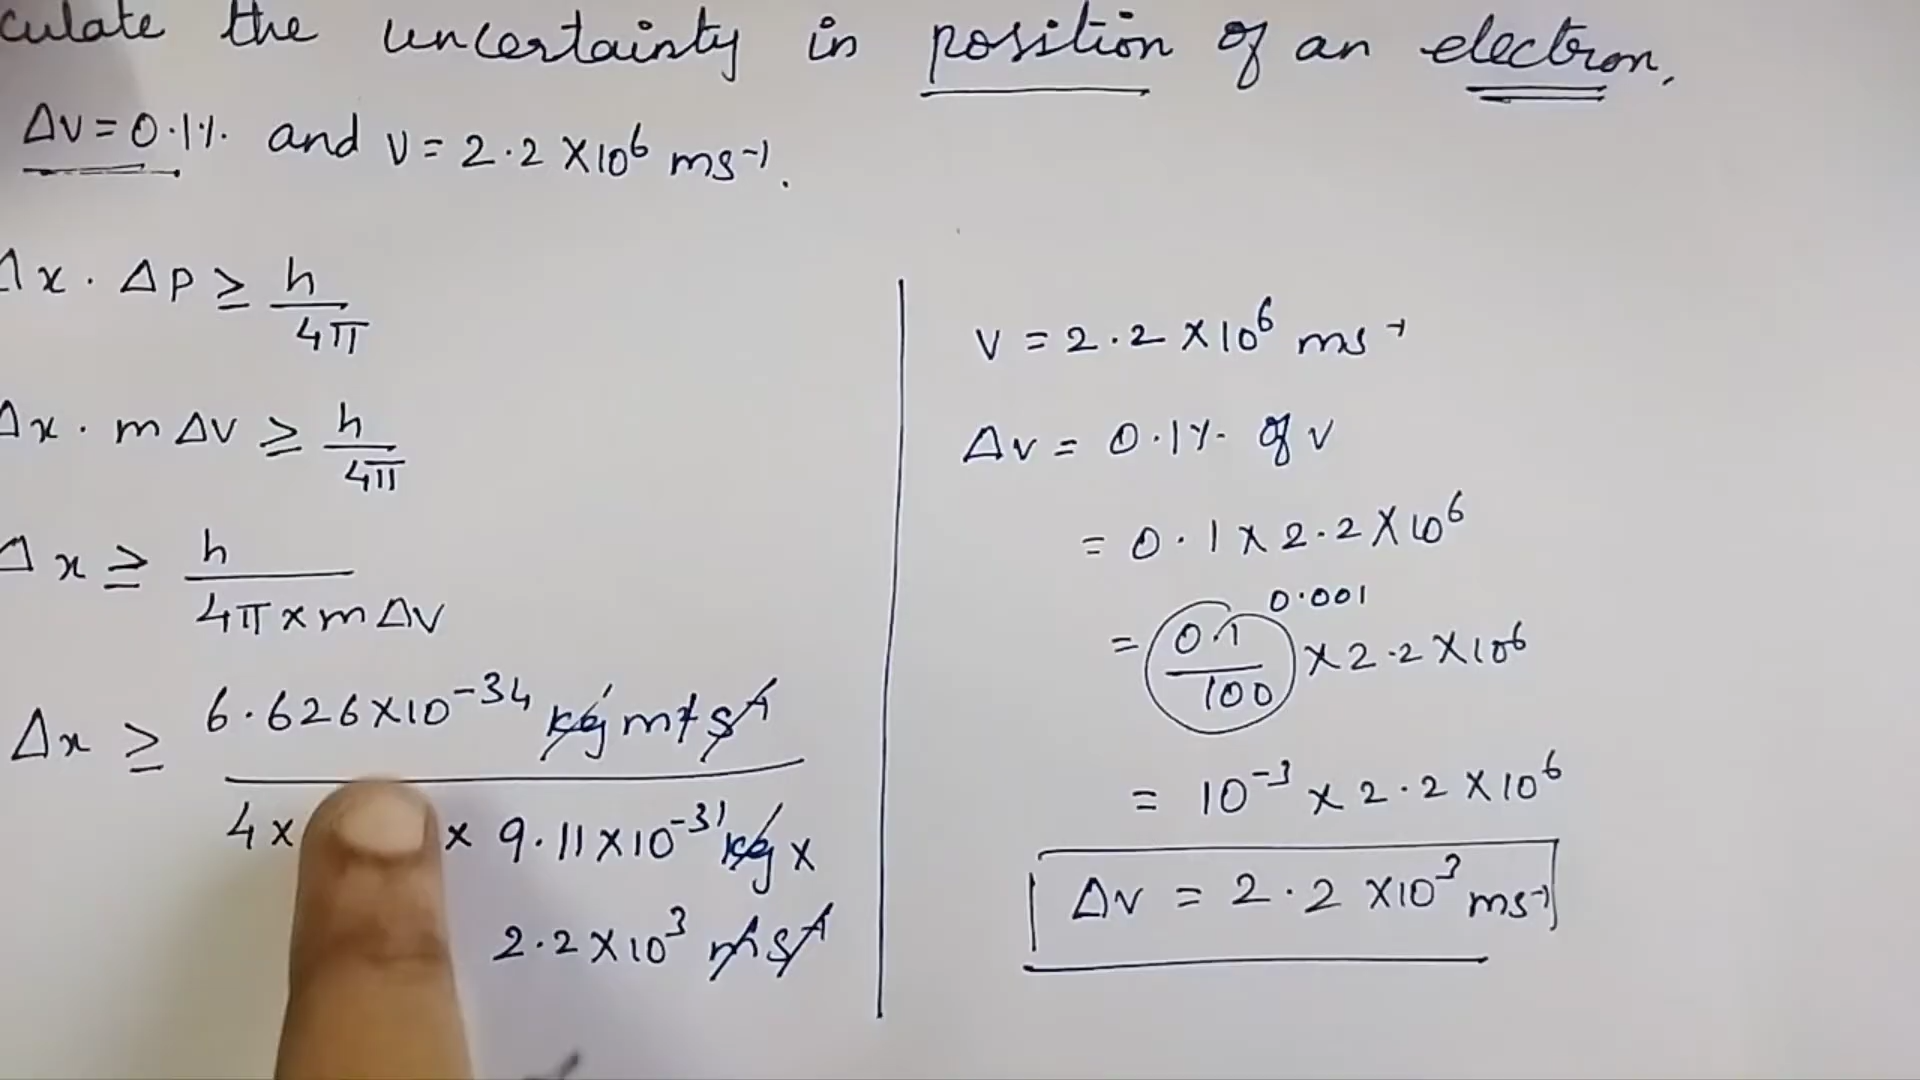 culate the uncertainty in position of an electron.
Δv = 0.1% and v = 2.2 × 10⁶ ms⁻¹.
Δx . Δp ≥ h/4π
Δx . m Δv ≥ h/4π
Δx ≥ h/4π × m Δv
Δx ≥ 6.626 × 10⁻³⁴ kg m² s⁻¹
4 × × 9.11 × 10⁻³¹ kg ×
2.2 × 10³ m s⁻¹
v = 2.2 × 10⁶ ms⁻¹
Δv = 0.1% of v
= 0.1 × 2.2 × 10⁶
0.001
= 0.1/100 × 2.2 × 10⁶
= 10⁻³ × 2.2 × 10⁶
Δv = 2.2 × 10³ ms⁻¹